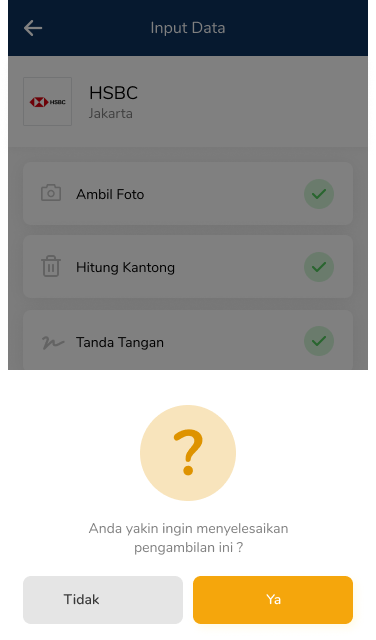 Input Data
HSBC
HSBC
Jakarta
Ambil Foto
Hitung Kantong
Tanda Tangan
?
Anda yakin ingin menyelesaikan
pengambilan ini ?
Tidak
Ya